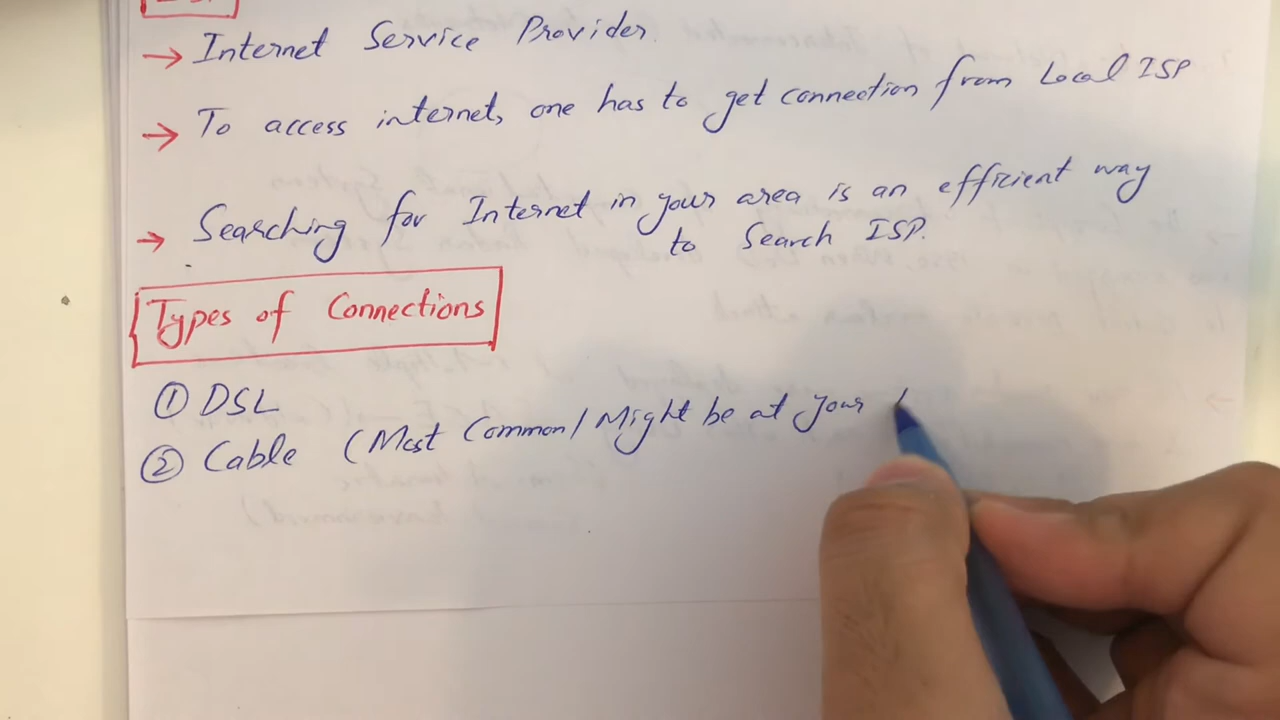 → Internet Service Provider.
→ To access internet, one has to get connection from Local ISP
→ Searching for Internet in your area is an efficient way
to Search ISP.
Types of Connections
① DSL
② Cable (Most Common / Might be at your